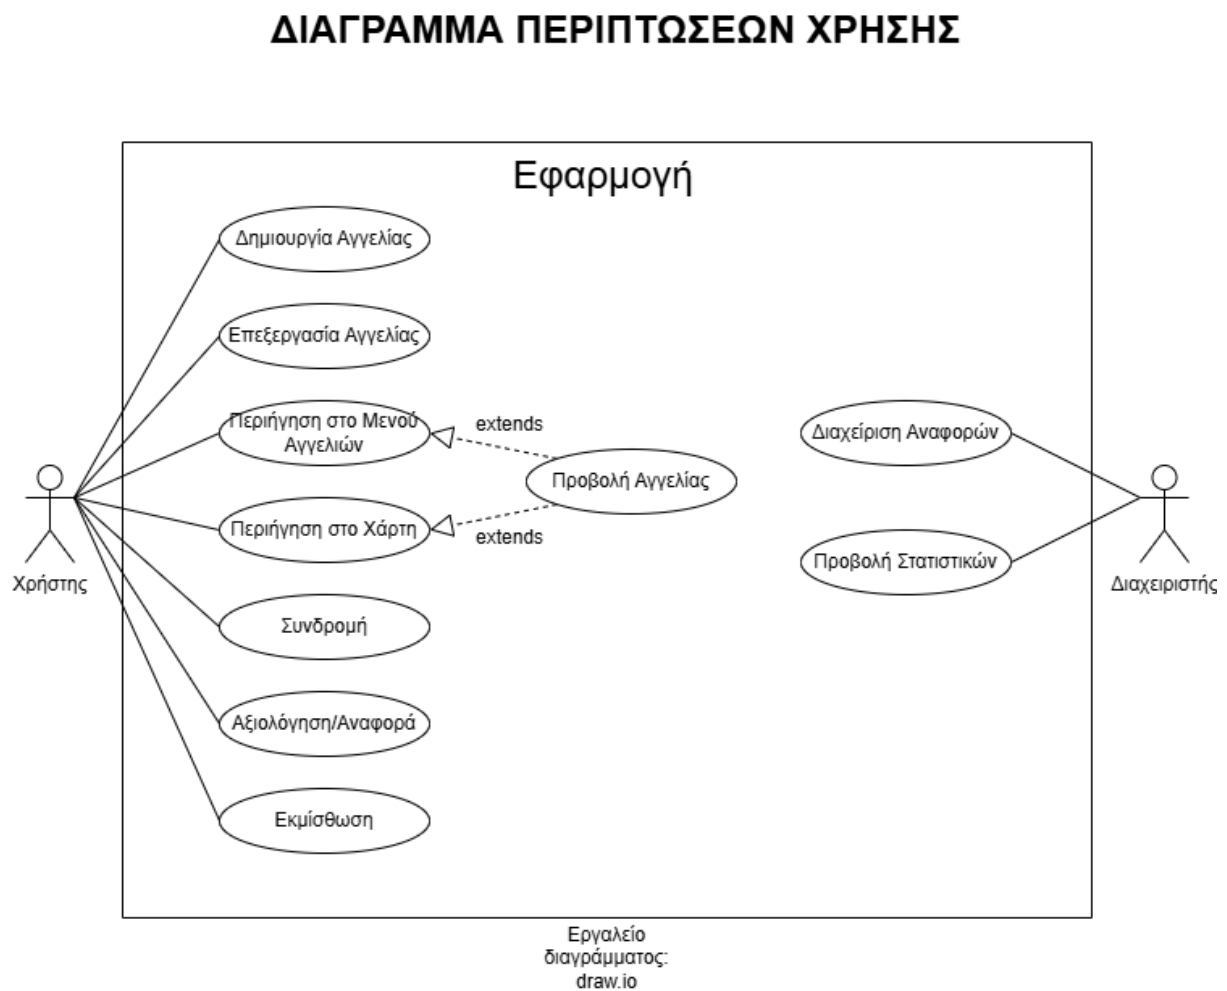 ΔΙΑΓΡΑΜΜΑ ΠΕΡΙΠΤΩΣΕΩΝ ΧΡΗΣΗΣ
Εφαρμογή
Δημιουργία Αγγελίας
Επεξεργασία Αγγελίας
Περιήγηση στο Μενού
Αγγελιών
extends
Προβολή Αγγελίας
Περιήγηση στο Χάρτη
extends
Διαχείριση Αναφορών
Προβολή Στατιστικών
Χρήστης
Διαχειριστής
Συνδρομή
Αξιολόγηση/Αναφορά
Εκμίσθωση
Εργαλείο
διαγράμματος:
draw.io